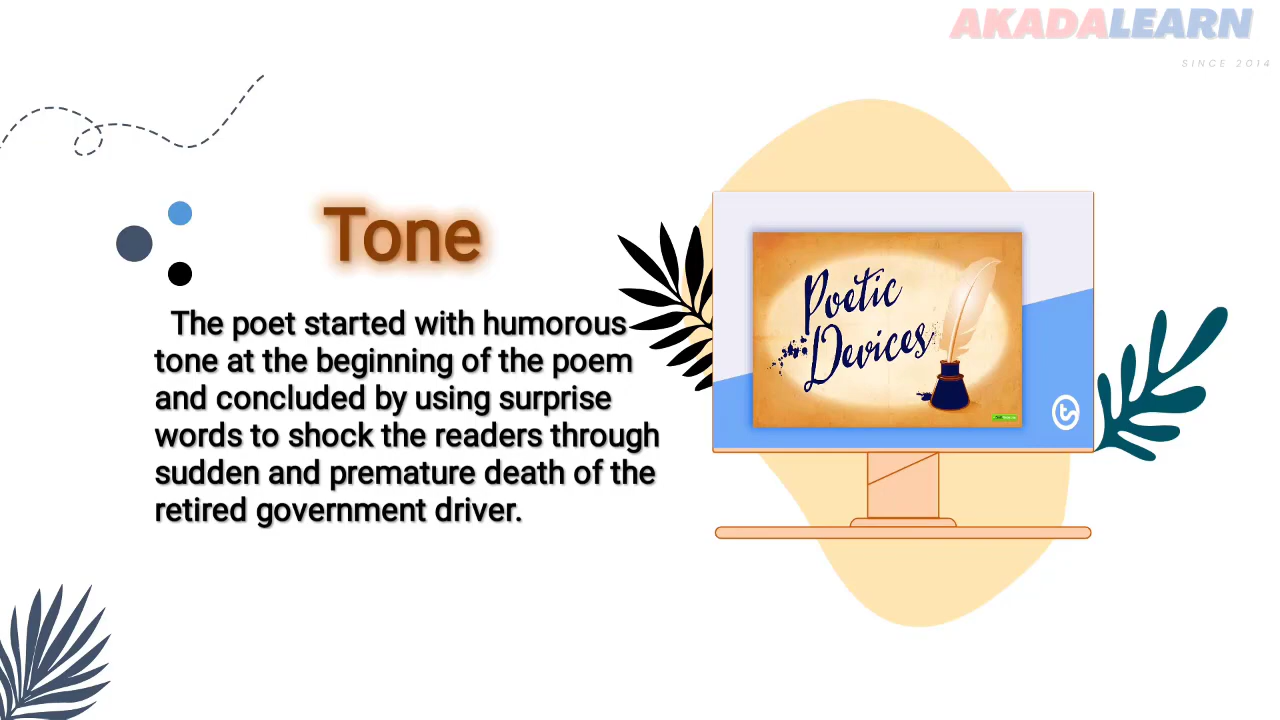 AKADALEARN
SINCE 2014
Tone
The poet started with humorous
tone at the beginning of the poem
and concluded by using surprise
words to shock the readers through
sudden and premature death of the
retired government driver.
Poetic
Devices